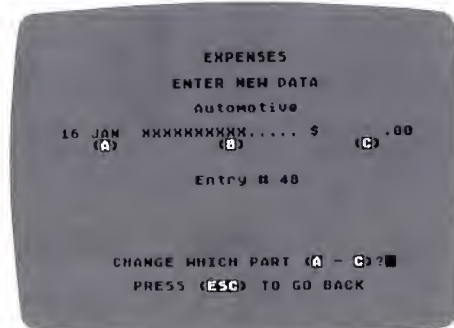 EXPENSES
ENTER NEW DATA
Automotive
16 JAN XXXXXXXXXX..... $ .00
(A) (B) (C)
Entry # 48
CHANGE WHICH PART (A - C)?
PRESS (ESC) TO GO BACK